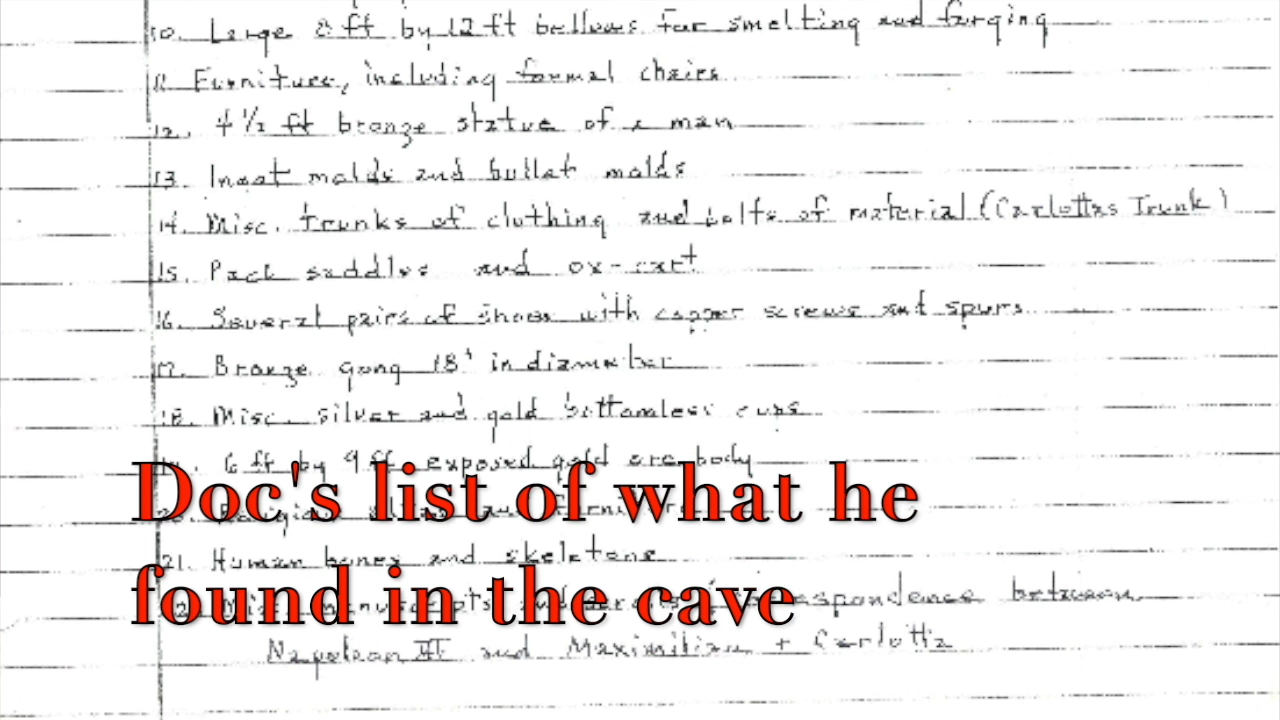 10. Large 8 ft by 12 ft bellows for smelting and forging
11. Furniture, including formal chairs
12. 4 1/2 ft bronze statue of a man
13. Ingot molds and bullet molds
14. Misc. trunks of clothing and bolts of material (Carlottas Trunk)
15. Pack saddles and ox-cart
16. Several pairs of shoes with copper screws and spurs
17. Bronze gong 18" in diameter
18. Misc. silver and gold bottomless cups
19. 6 ft by 9 ft exposed gold ore body
Doc's list of what he
20.
21. Human bones and skeletons
found in the cave
Misc. manuscripts correspondence between
Napoleon III and Maximilian + Carlotta